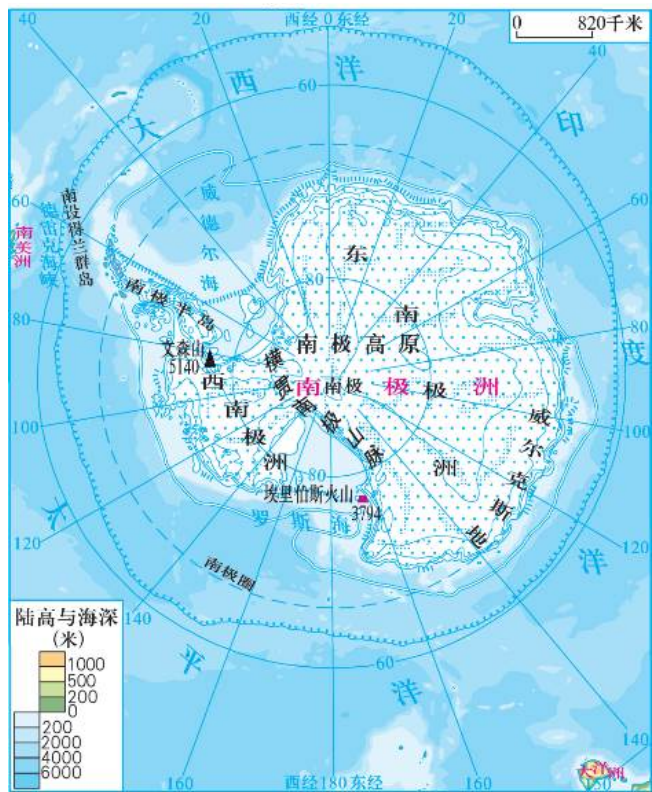 40
20
西经0东经
20
0
820千米
40
大西洋
60
印
60
南设得兰群岛
德雷克海峡
南美洲
威德尔海
东
80
80
南极半岛
南
80
文森山
5140
南极高原
度
横贯南极山脉
西
南
南极
极
极
洲
100
南
威尔克斯地
100
极
洲
洲
80
埃里伯斯火山
3794
太
罗斯海
120
120
南极圈
洋
陆高与海深
(米)
1000
500
200
0
200
2000
4000
6000
140
平
60
洋
140
大洋洲
160
西经180东经
160
150